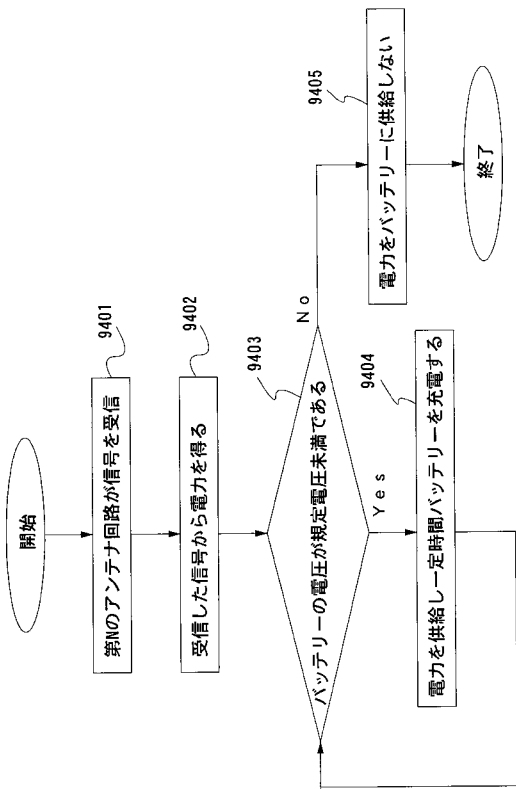 開始
9401
第Nのアンテナ回路が信号を受信
9402
受信した信号から電力を得る
9403
バッテリーの電圧が規定電圧未満である
No
Yes
9404
電力を供給し一定時間バッテリーを充電する
9405
電力をバッテリーに供給しない
終了